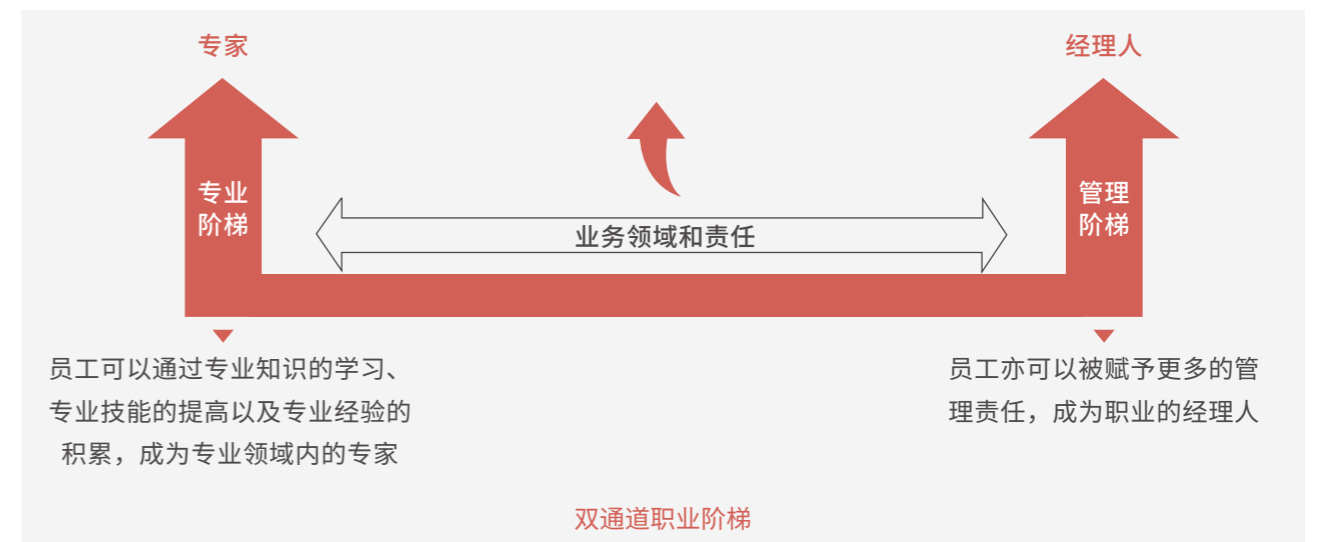 专家
经理人
专业
阶梯
管理
阶梯
业务领域和责任
员工可以通过专业知识的学习、
专业技能的提高以及专业经验的
积累，成为专业领域内的专家
员工亦可以被赋予更多的管
理责任，成为职业的经理人
双通道职业阶梯